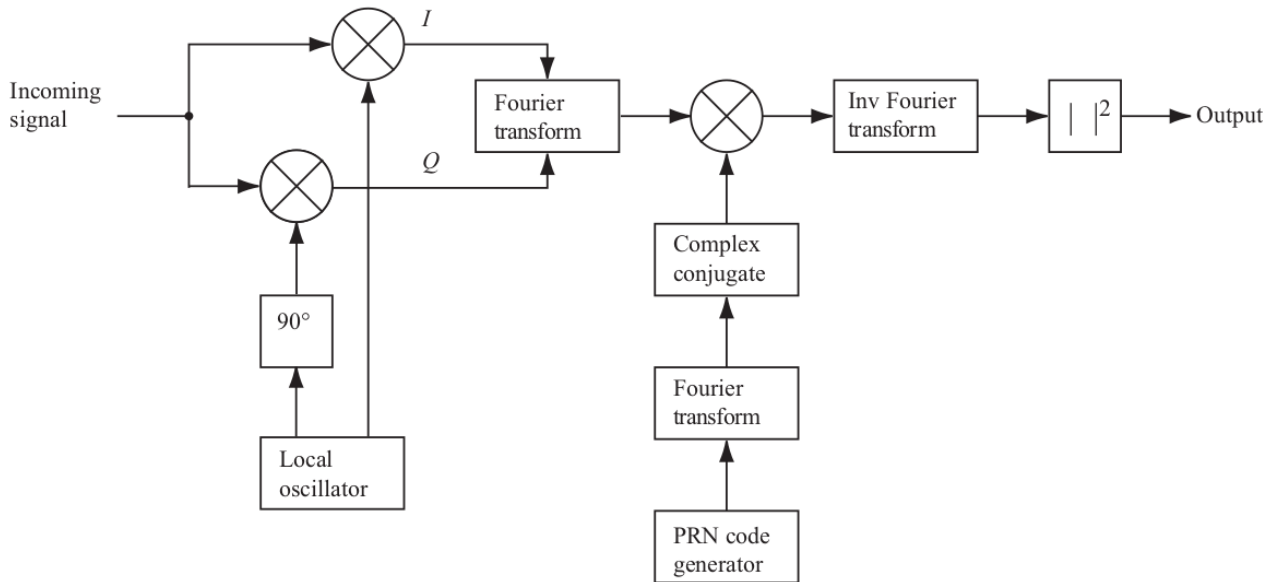 I
Incoming
signal
Fourier
transform
Inv Fourier
transform
| |²
Output
Q
Complex
conjugate
90°
Fourier
transform
Local
oscillator
PRN code
generator